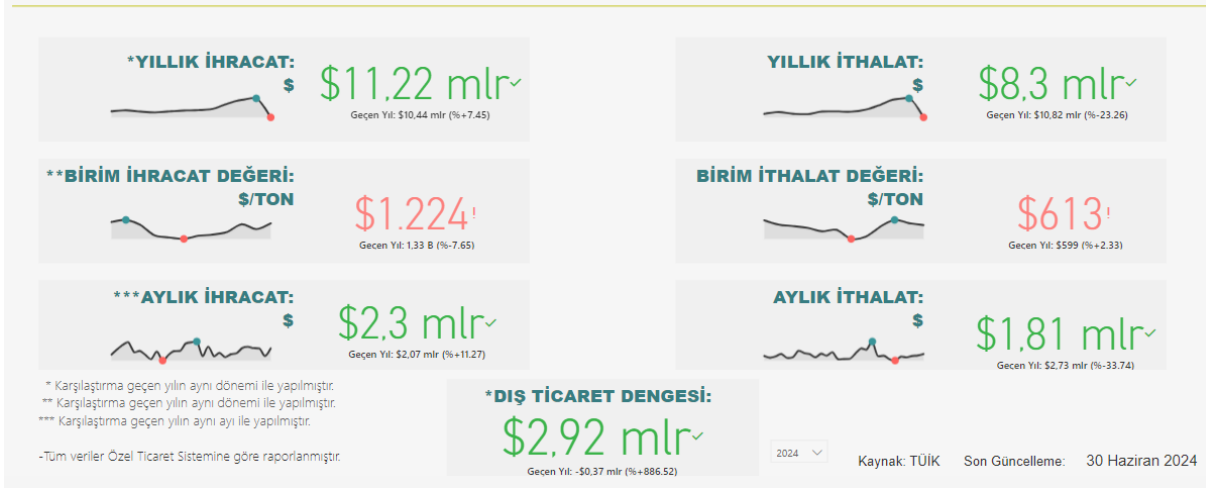 *YILLIK İHRACAT:
$
$11,22 mlr
Geçen Yıl: $10,44 mlr (%+7.45)
YILLIK İTHALAT:
$
$8,3 mlr
Geçen Yıl: $10,82 mlr (%-23.26)
**BİRİM İHRACAT DEĞERİ:
$/TON
$1.224!
Geçen Yıl: 1,33 B (%-7.65)
BİRİM İTHALAT DEĞERİ:
$/TON
$613!
Geçen Yıl: $599 (%+2.33)
***AYLIK İHRACAT:
$
$2,3 mlr
Geçen Yıl: $2,07 mlr (%+11.27)
AYLIK İTHALAT:
$
$1,81 mlr
Geçen Yıl: $2,73 mlr (%-33.74)
* Karşılaştırma geçen yılın aynı dönemi ile yapılmıştır.
** Karşılaştırma geçen yılın aynı dönemi ile yapılmıştır.
*** Karşılaştırma geçen yılın aynı ayı ile yapılmıştır.
-Tüm veriler Özel Ticaret Sistemine göre raporlanmıştır.
*DIŞ TİCARET DENGESİ:
$2,92 mlr
Geçen Yıl: -$0,37 mlr (%+886.52)
2024
Kaynak: TÜİK Son Güncelleme: 30 Haziran 2024